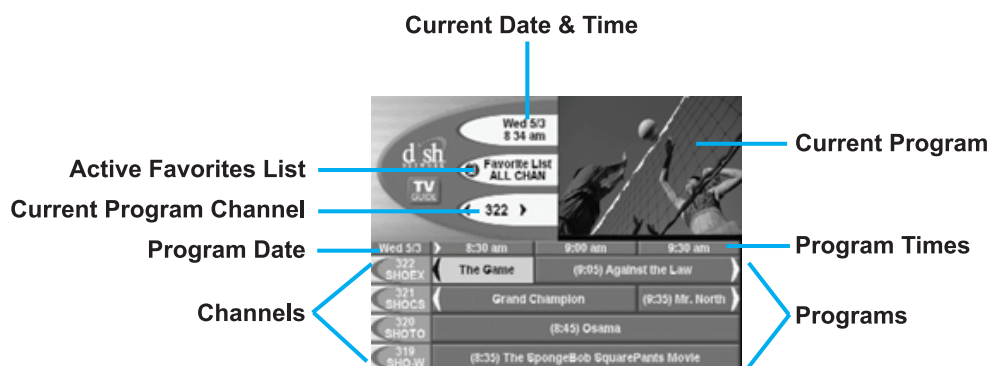 Current Date & Time
Wed 5/3
8 34 am
dish
NETWORK
Favorite List
ALL CHAN
TV
GUIDE
322
Active Favorites List
Current Program Channel
Program Date
Channels
Current Program
Program Times
Programs
Wed 5/3 8:30 am 9:00 am 9:30 am
322 SHOEX The Game (9:05) Against the Law
321 SHOCS Grand Champion (9:35) Mr. North
320 SHOTO (8:45) Osama
319 SHO-W (8:35) The SpongeBob SquarePants Movie